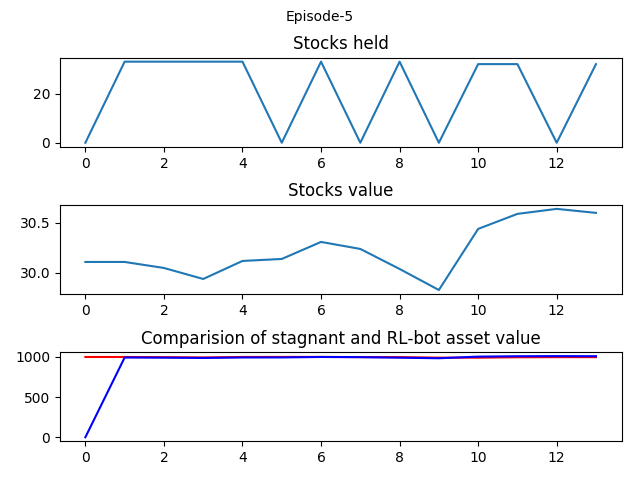 Episode-5
Stocks held
20
0
0 2 4 6 8 10 12
Stocks value
30.5
30.0
0 2 4 6 8 10 12
Comparision of stagnant and RL-bot asset value
1000
500
0
0 2 4 6 8 10 12